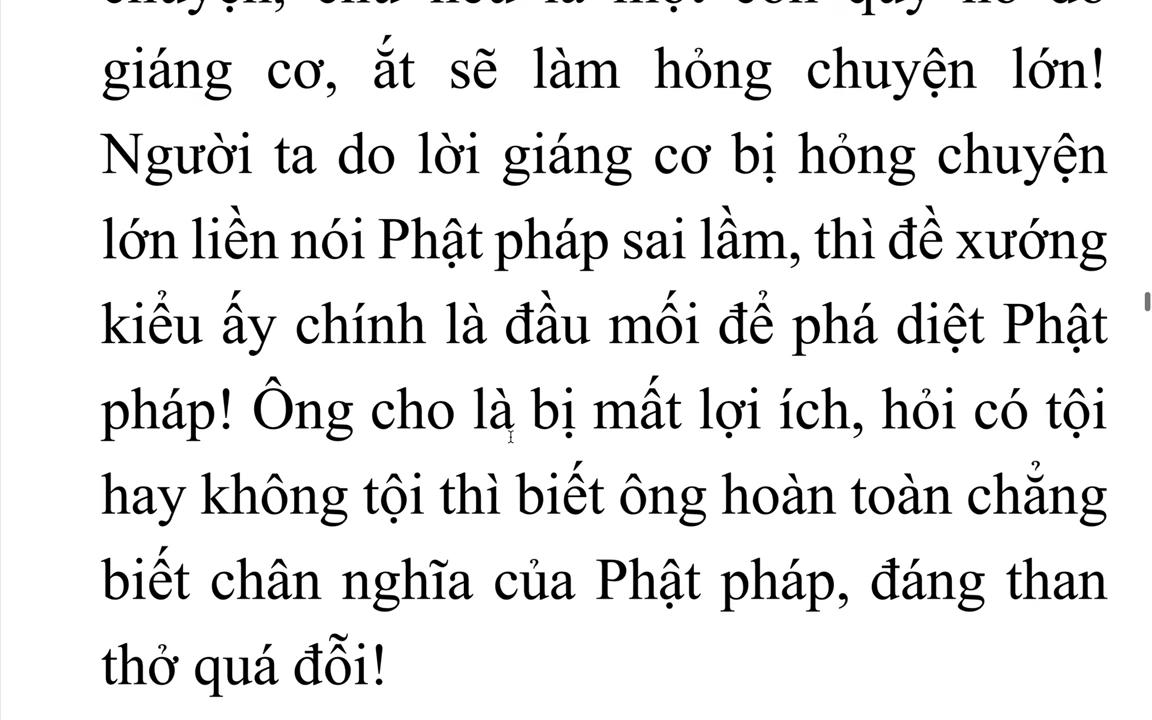 giáng cơ, ắt sẽ làm hỏng chuyện lớn!
Người ta do lời giáng cơ bị hỏng chuyện
lớn liền nói Phật pháp sai lầm, thì đề xướng
kiểu ấy chính là đầu mối để phá diệt Phật
pháp! Ông cho là bị mất lợi ích, hỏi có tội
hay không tội thì biết ông hoàn toàn chẳng
biết chân nghĩa của Phật pháp, đáng than
thở quá đỗi!